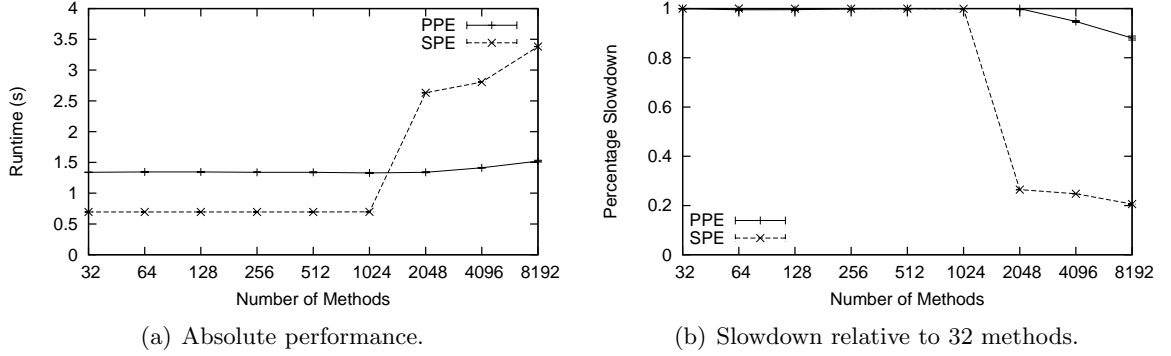 4
3.5
3
2.5
2
1.5
1
0.5
0
Runtime (s)
PPE
SPE
32 64 128 256 512 1024 2048 4096 8192
Number of Methods
(a) Absolute performance.
1
0.8
0.6
0.4
0.2
0
Percentage Slowdown
PPE
SPE
32 64 128 256 512 1024 2048 4096 8192
Number of Methods
(b) Slowdown relative to 32 methods.